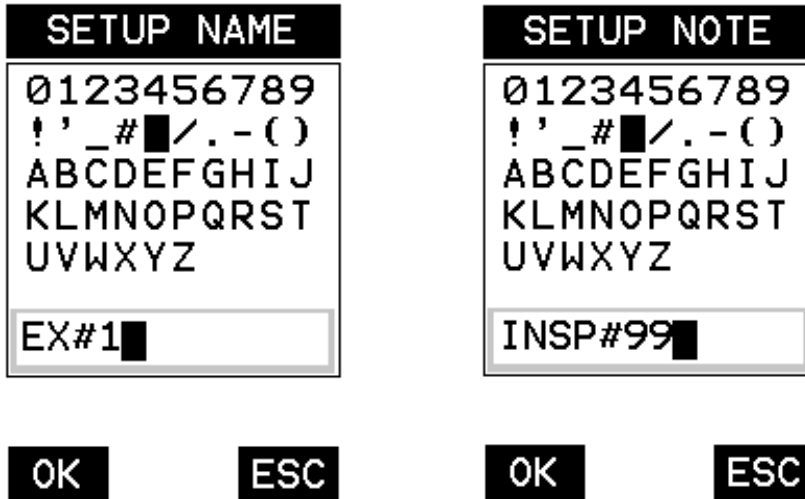 SETUP NAME
0123456789
!'_# /.-()
ABCDEFGHIJ
KLMNOPQRST
UVWXYZ
EX#1
OK ESC
SETUP NOTE
0123456789
!'_# /.-()
ABCDEFGHIJ
KLMNOPQRST
UVWXYZ
INSP#99
OK ESC